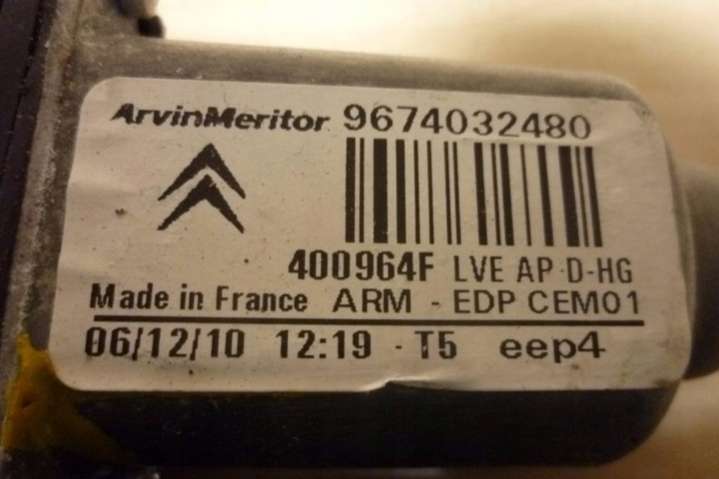 ArvinMeritor 9674032480
400964F LVE AP D-HG
Made in France ARM - EDP CEM01
06/12/10 12:19 - T5 eep4